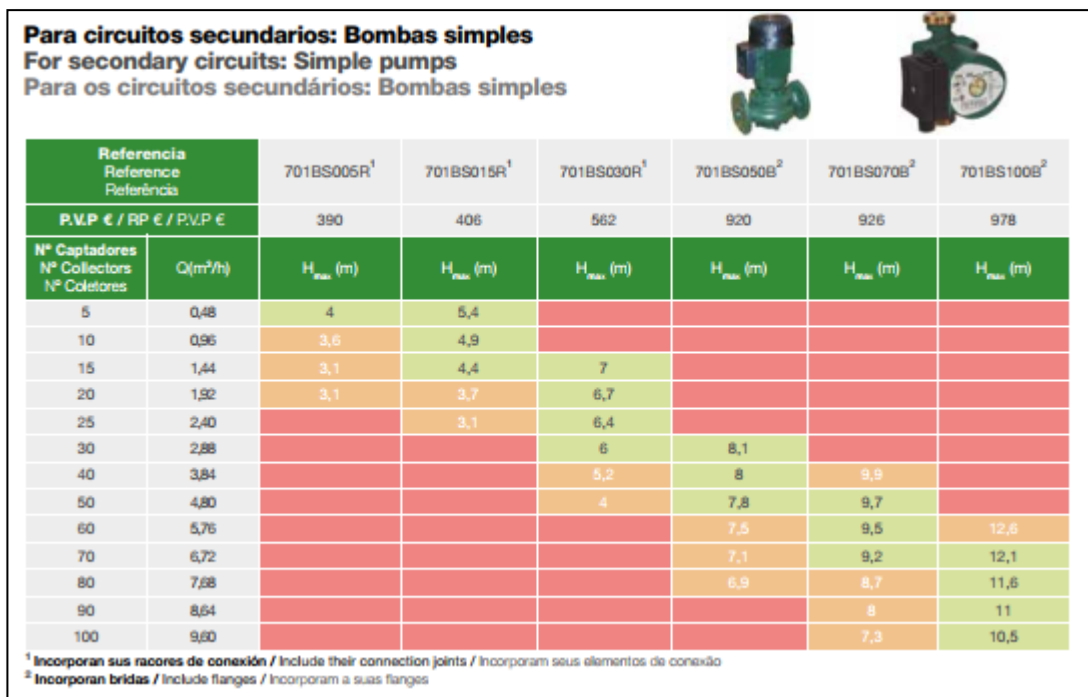 Para circuitos secundarios: Bombas simples
For secondary circuits: Simple pumps
Para os circuitos secundários: Bombas simples
Referencia
Reference
Referência
701BS005R¹ 701BS015R¹ 701BS030R¹ 701BS050B² 701BS070B² 701BS100B²
P.V.P € / RP € / P.V.P € 390 406 562 920 926 978
Nº Captadores
Nº Collectors
Nº Coletores
Q(m³/h) Hmax (m) Hmax (m) Hmax (m) Hmax (m) Hmax (m) Hmax (m)
5 0,48 4 5,4
10 0,96 3,6 4,9
15 1,44 3,1 4,4 7
20 1,92 3,1 3,7 6,7
25 2,40 3,1 6,4
30 2,88 6 8,1
40 3,84 5,2 8 9,9
50 4,80 4 7,8 9,7
60 5,76 7,5 9,5 12,6
70 6,72 7,1 9,2 12,1
80 7,68 6,9 8,7 11,6
90 8,64 8 11
100 9,60 7,3 10,5
¹ Incorporan sus racores de conexión / Include their connection joints / Incorporam seus elementos de conexão
² Incorporan bridas / Include flanges / Incorporam a suas flanges